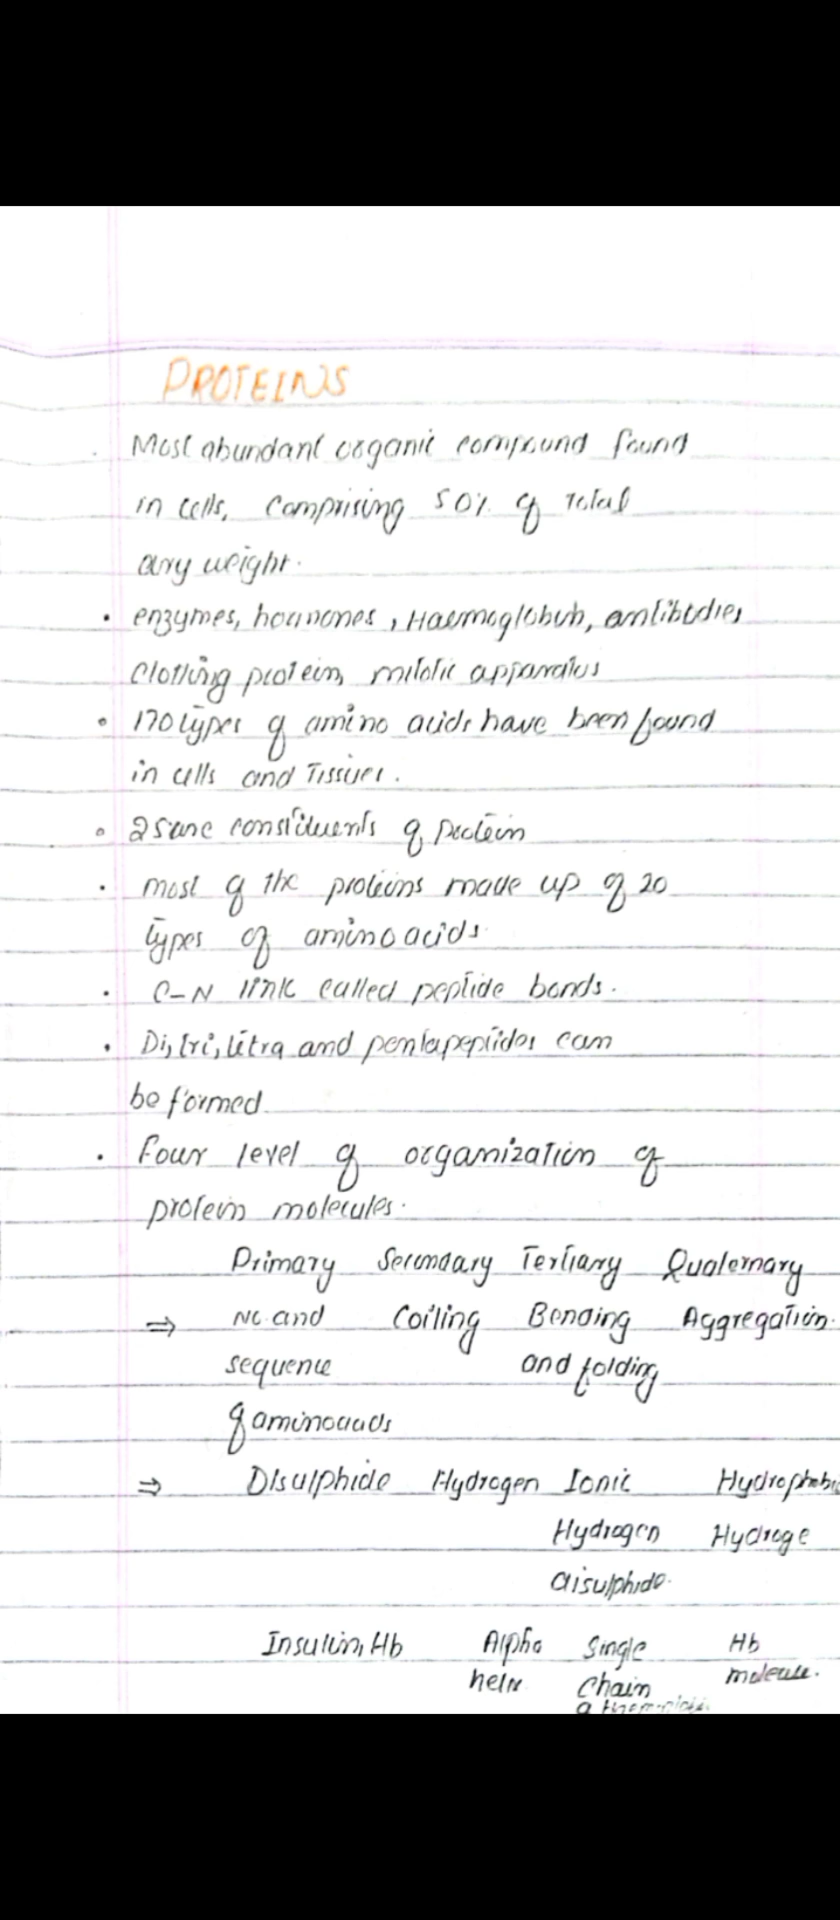 PROTEINS
Most abundant organic compound found
in cells, comprising 50% of total
dry weight.
enzymes, hormones, Haemoglobin, antibodies
Clotting protein, mitotic apparatus
170 types of amino acids have been found
in cells and Tissues.
25 are constituents of protein
most of the proteins made up of 20
types of amino acids.
C-N link called peptide bonds.
Di, tri, tetra and pentapeptides can
be formed
Four level of organization of
protein molecules.
Primary Secondary Tertiary Quaternary
⇒ No. and Coiling Bending Aggregation.
sequence and folding
of aminoacids
⇒ Disulphide Hydrogen Ionic Hydrophobic
Hydrogen Hydroge
disulphide.
Insulin, Hb Alpha Single Hb
helix Chain molecule.